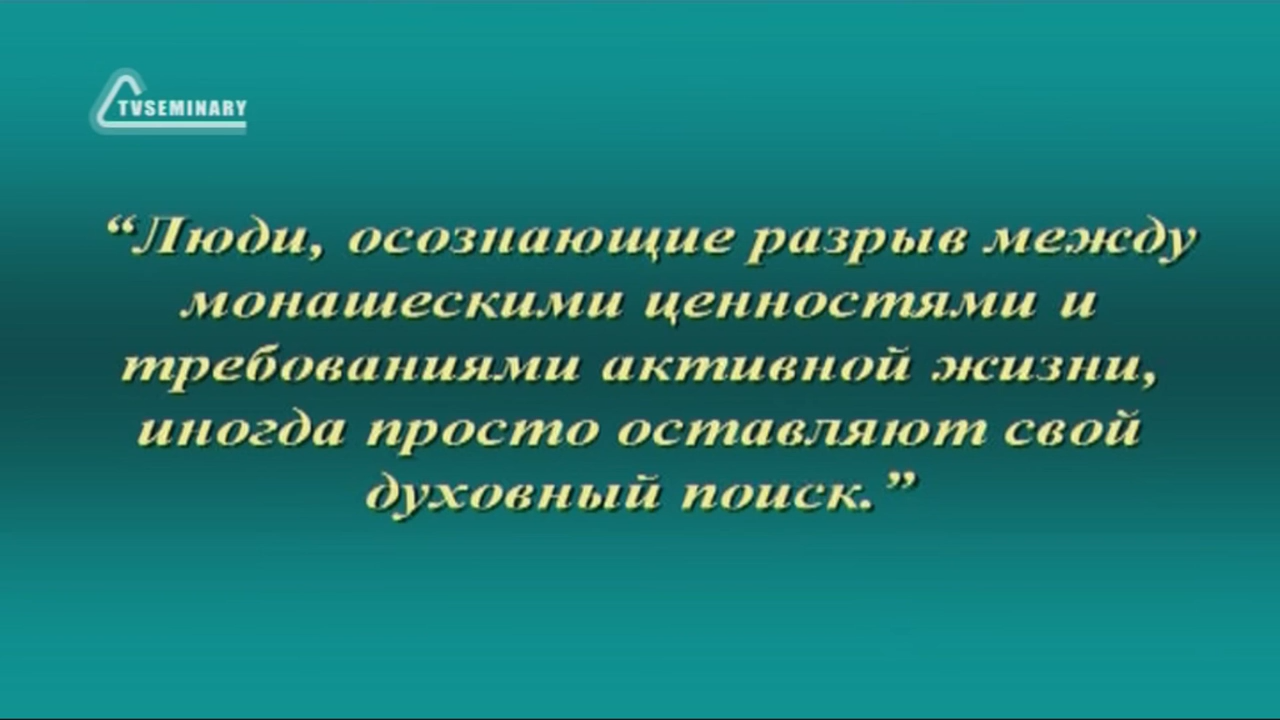 TVSEMINARY
“Люди, осознающие разрыв между
монашескими ценностями и
требованиями активной жизни,
иногда просто оставляют свой
духовный поиск.”